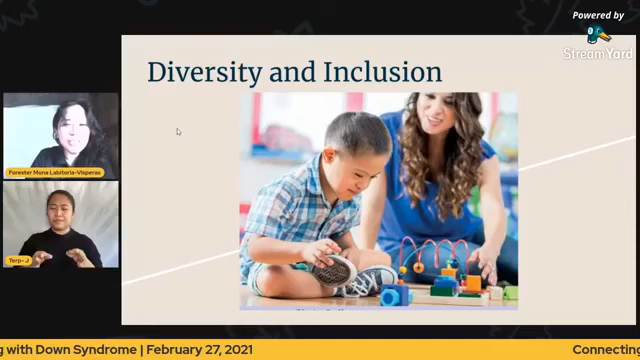 Powered by
StreamYard
Diversity and Inclusion
Forester Mona Labitoria-Visperas
Terp- J
g with Down Syndrome | February 27, 2021
Connecting